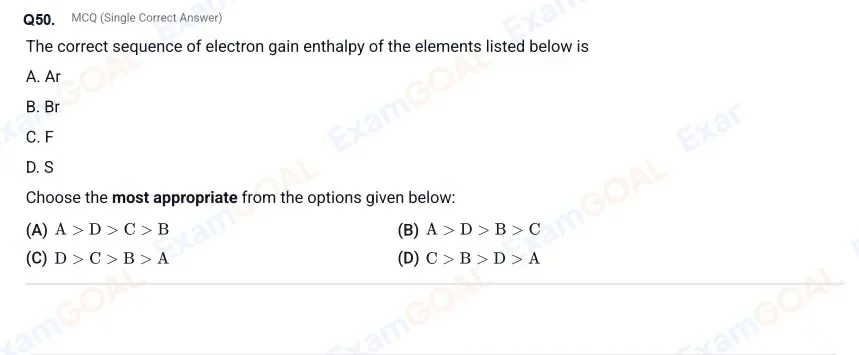 Q50. MCQ (Single Correct Answer)
The correct sequence of electron gain enthalpy of the elements listed below is
A. Ar
B. Br
C. F
D. S
Choose the most appropriate from the options given below:
(A) A > D > C > B (B) A > D > B > C
(C) D > C > B > A (D) C > B > D > A
ExamGOAL